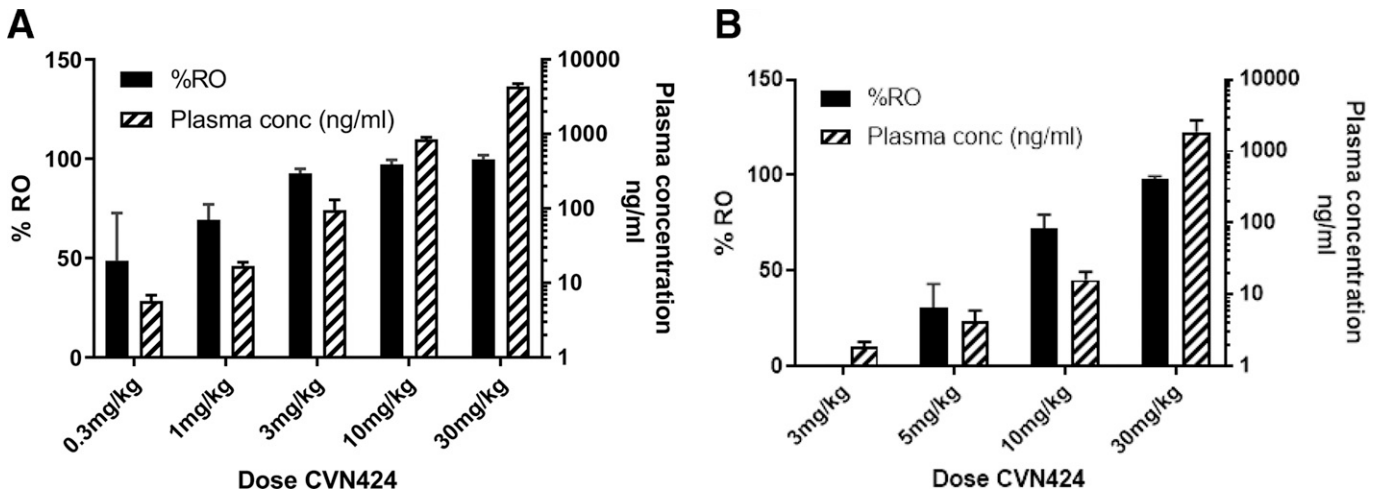 A
150
100
50
0
% RO
%RO
Plasma conc (ng/ml)
10000
1000
100
10
1
Plasma concentration
ng/ml
0.3mg/kg
1mg/kg
3mg/kg
10mg/kg
30mg/kg
Dose CVN424
B
150
100
50
0
% RO
%RO
Plasma conc (ng/ml)
10000
1000
100
10
1
Plasma concentration
ng/ml
3mg/kg
5mg/kg
10mg/kg
30mg/kg
Dose CVN424